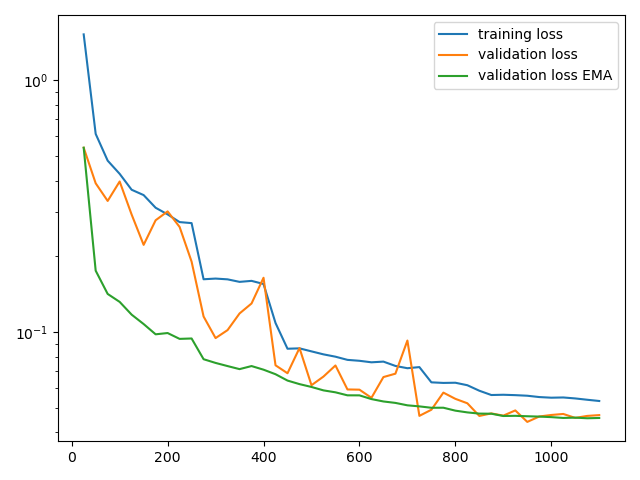 training loss
validation loss
validation loss EMA
10⁰
10⁻¹
0 200 400 600 800 1000